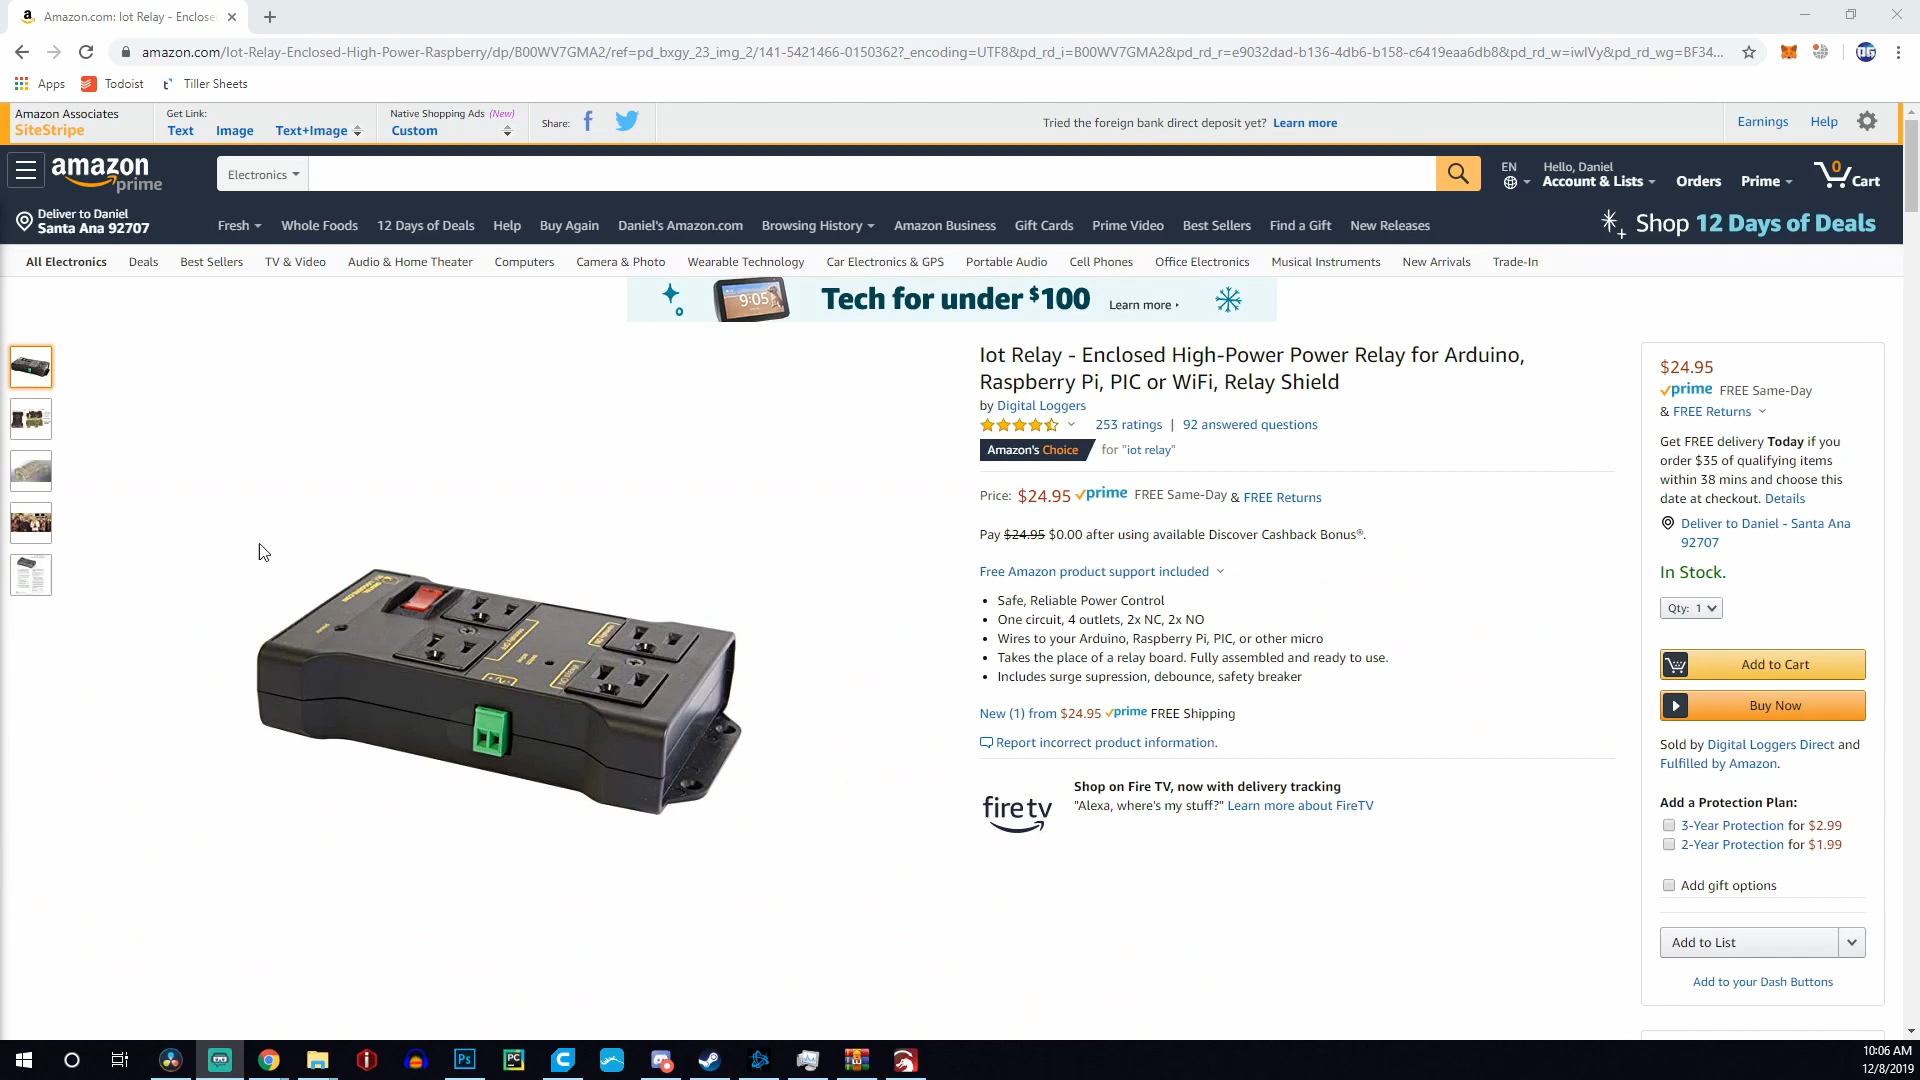 Amazon.com: Iot Relay - Enclose
amazon.com/Iot-Relay-Enclosed-High-Power-Raspberry/dp/B00WV7GMA2/ref=pd_bxgy_23_img_2/141-5421466-0150362?_encoding=UTF8&pd_rd_i=B00WV7GMA2&pd_rd_r=e9032dad-b136-4db6-b158-c6419eaa6db8&pd_rd_w=iwlVy&pd_rd_wg=BF34...
Apps Todoist Tiller Sheets
Amazon Associates
SiteStripe
Get Link:
Text Image Text+Image
Native Shopping Ads (New)
Custom
Share:
Tried the foreign bank direct deposit yet? Learn more
Earnings Help
amazon prime
Electronics
EN
Hello, Daniel
Account & Lists
Orders
Prime
0
Cart
Deliver to Daniel
Santa Ana 92707
Fresh Whole Foods 12 Days of Deals Help Buy Again Daniel's Amazon.com Browsing History Amazon Business Gift Cards Prime Video Best Sellers Find a Gift New Releases
Shop 12 Days of Deals
All Electronics Deals Best Sellers TV & Video Audio & Home Theater Computers Camera & Photo Wearable Technology Car Electronics & GPS Portable Audio Cell Phones Office Electronics Musical Instruments New Arrivals Trade-In
9:05
Tech for under $100 Learn more
Iot Relay - Enclosed High-Power Power Relay for Arduino,
Raspberry Pi, PIC or WiFi, Relay Shield
by Digital Loggers
253 ratings | 92 answered questions
Amazon's Choice for "iot relay"
Price: $24.95 prime FREE Same-Day & FREE Returns
Pay $24.95 $0.00 after using available Discover Cashback Bonus®.
Free Amazon product support included
• Safe, Reliable Power Control
• One circuit, 4 outlets, 2x NC, 2x NO
• Wires to your Arduino, Raspberry Pi, PIC, or other micro
• Takes the place of a relay board. Fully assembled and ready to use.
• Includes surge supression, debounce, safety breaker
New (1) from $24.95 prime FREE Shipping
Report incorrect product information.
fire tv
Shop on Fire TV, now with delivery tracking
"Alexa, where's my stuff?" Learn more about FireTV
$24.95
prime FREE Same-Day
& FREE Returns
Get FREE delivery Today if you
order $35 of qualifying items
within 38 mins and choose this
date at checkout. Details
Deliver to Daniel - Santa Ana
92707
In Stock.
Qty: 1
Add to Cart
Buy Now
Sold by Digital Loggers Direct and
Fulfilled by Amazon.
Add a Protection Plan:
3-Year Protection for $2.99
2-Year Protection for $1.99
Add gift options
Add to List
Add to your Dash Buttons
Ps
PC
10:06 AM
12/8/2019